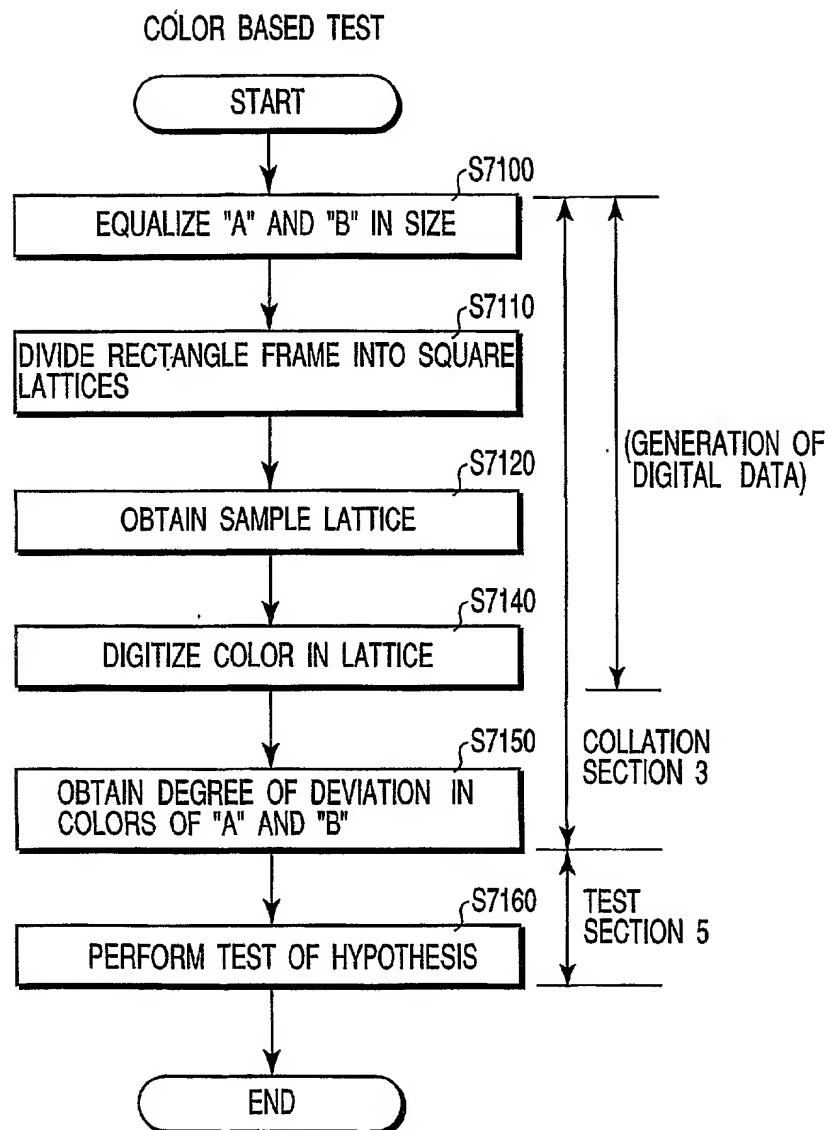 COLOR BASED TEST
START
S7100
EQUALIZE "A" AND "B" IN SIZE
S7110
DIVIDE RECTANGLE FRAME INTO SQUARE
LATTICES
S7120
OBTAIN SAMPLE LATTICE
(GENERATION OF
DIGITAL DATA)
S7140
DIGITIZE COLOR IN LATTICE
S7150
OBTAIN DEGREE OF DEVIATION IN
COLORS OF "A" AND "B"
COLLATION
SECTION 3
S7160
PERFORM TEST OF HYPOTHESIS
TEST
SECTION 5
END